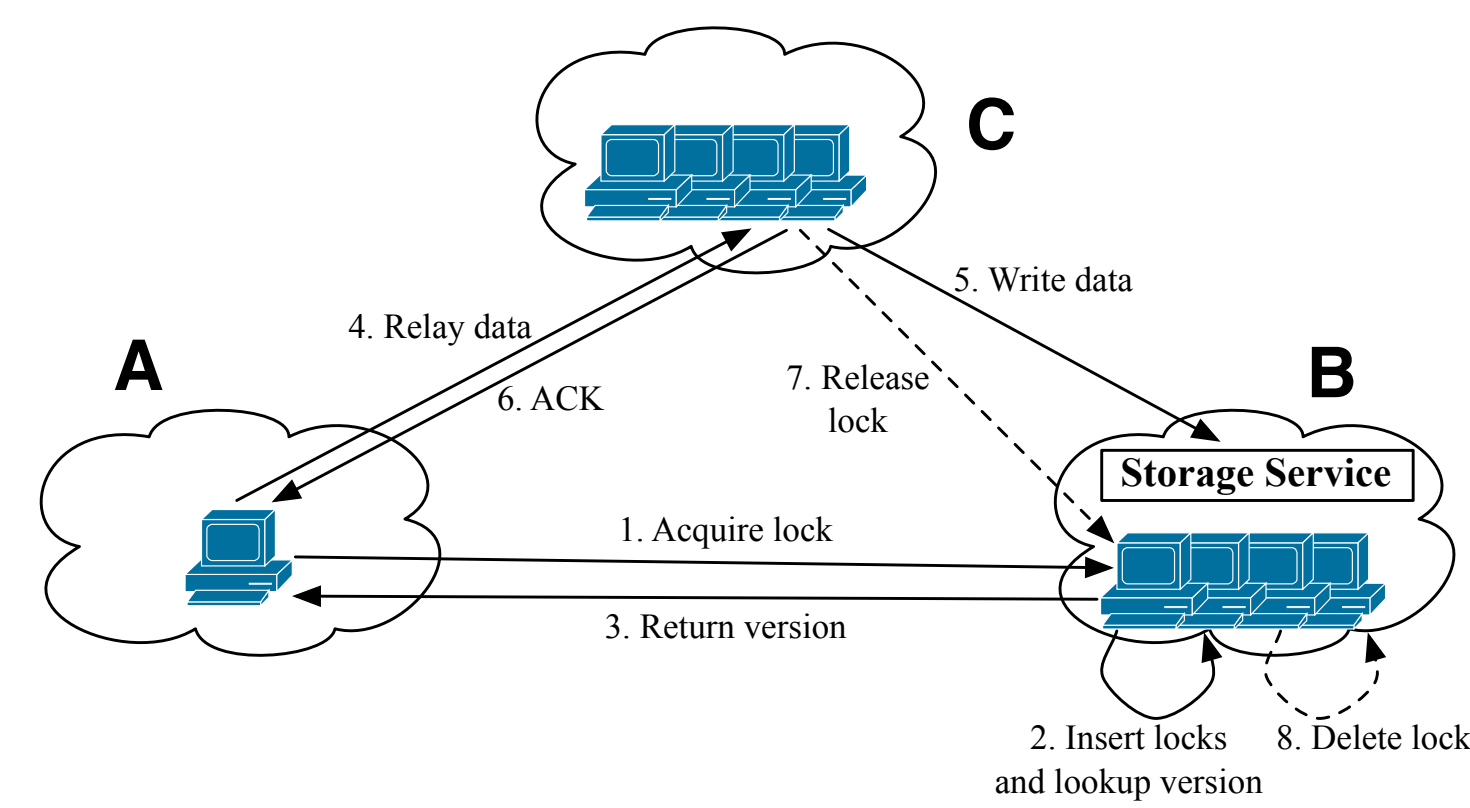 C
5. Write data
4. Relay data
A
B
7. Release
lock
6. ACK
Storage Service
1. Acquire lock
3. Return version
2. Insert locks
and lookup version
8. Delete lock